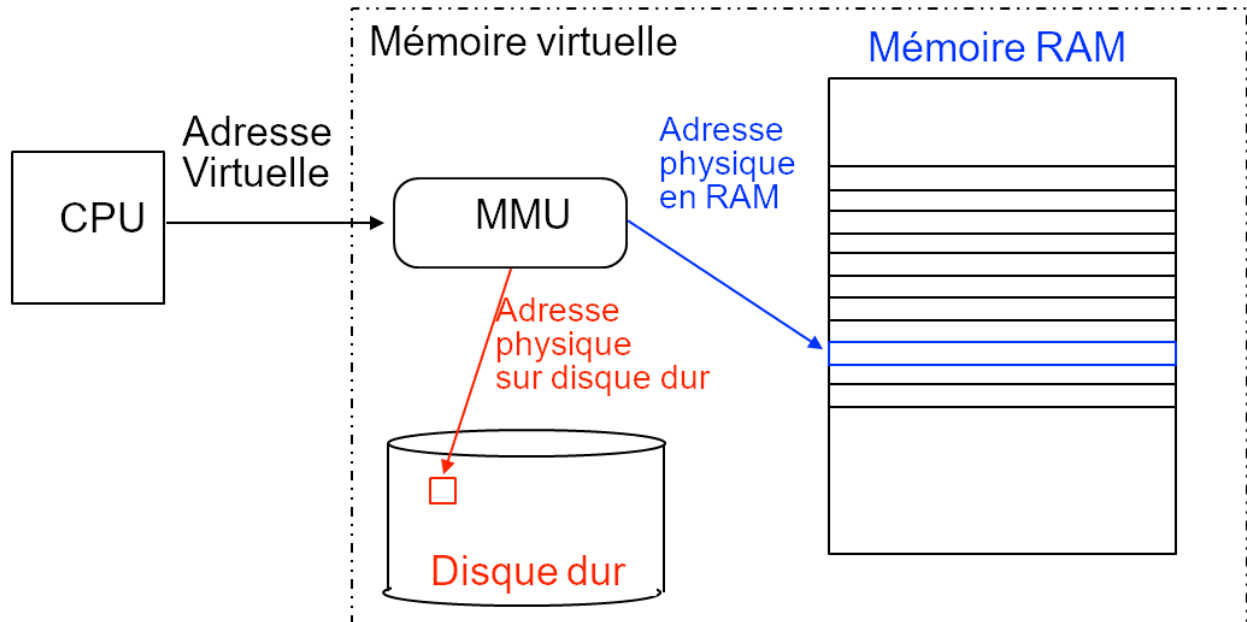 Mémoire virtuelle
Mémoire RAM
Adresse
Virtuelle
Adresse
physique
en RAM
CPU
MMU
Adresse
physique
sur disque dur
Disque dur